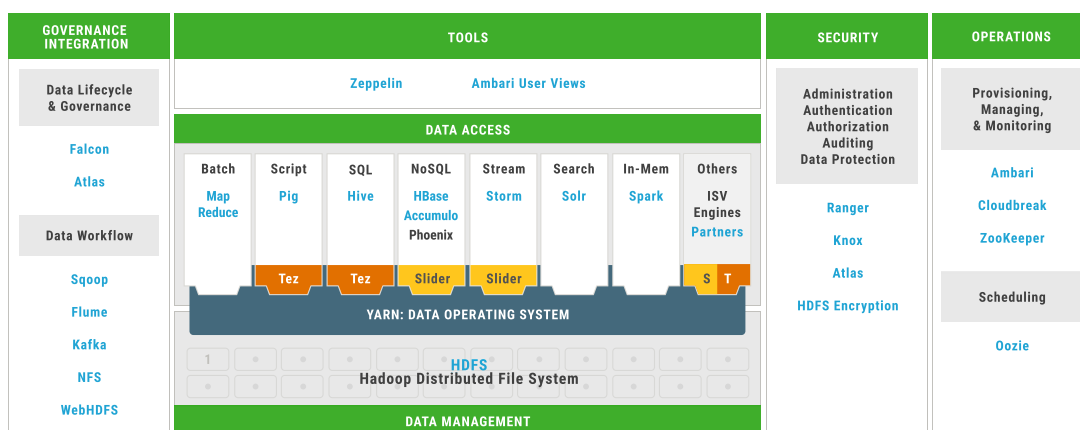 GOVERNANCE
INTEGRATION
Data Lifecycle
& Governance
Falcon
Atlas
Data Workflow
Sqoop
Flume
Kafka
NFS
WebHDFS
TOOLS
Zeppelin
Ambari User Views
DATA ACCESS
Batch
Map
Reduce
Script
Pig
Tez
SQL
Hive
Tez
NoSQL
HBase
Accumulo
Phoenix
Slider
Stream
Storm
Slider
Search
Solr
In-Mem
Spark
Others
ISV
Engines
Partners
S T
YARN: DATA OPERATING SYSTEM
1
HDFS
Hadoop Distributed File System
DATA MANAGEMENT
SECURITY
Administration
Authentication
Authorization
Auditing
Data Protection
Ranger
Knox
Atlas
HDFS Encryption
OPERATIONS
Provisioning,
Managing,
& Monitoring
Ambari
Cloudbreak
ZooKeeper
Scheduling
Oozie